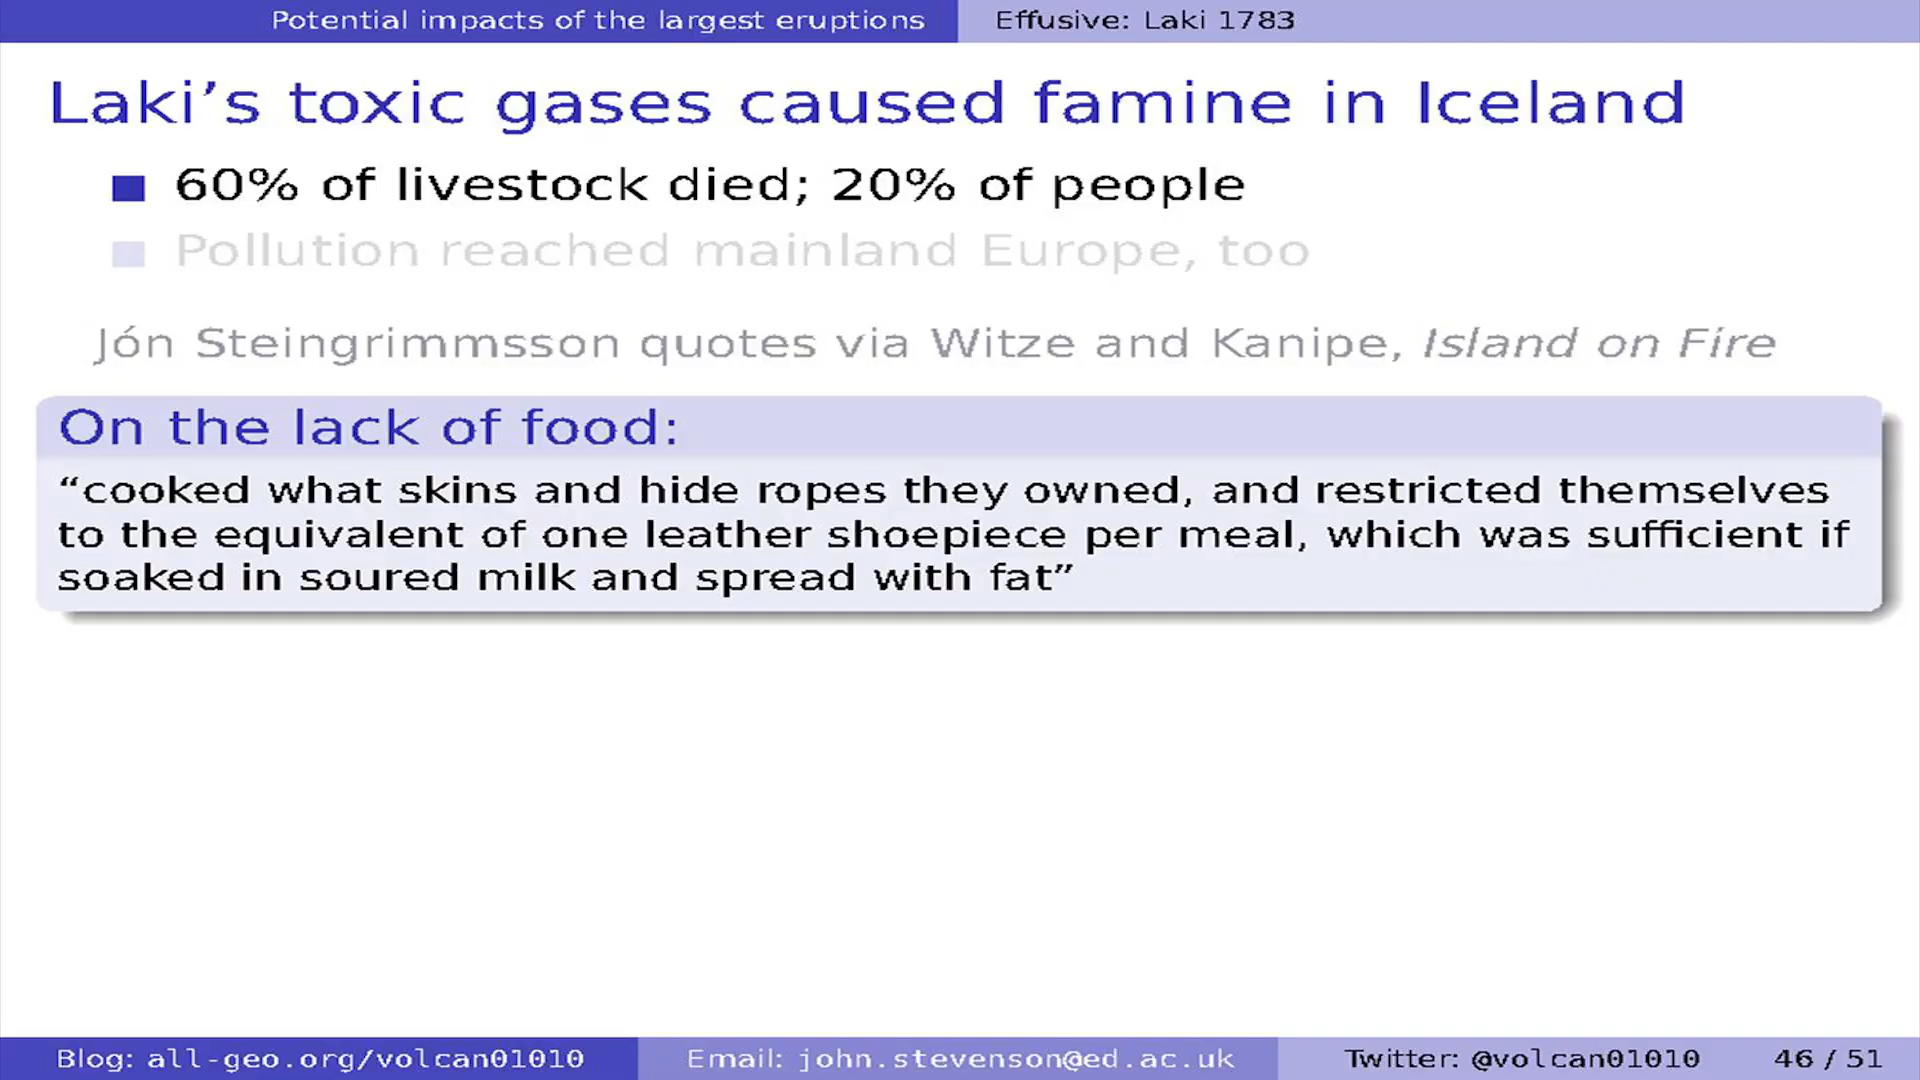 Potential impacts of the largest eruptions
Effusive: Laki 1783
Laki’s toxic gases caused famine in Iceland
60% of livestock died; 20% of people
Pollution reached mainland Europe, too
Jón Steingrimmsson quotes via Witze and Kanipe, Island on Fire
On the lack of food:
“cooked what skins and hide ropes they owned, and restricted themselves
to the equivalent of one leather shoepiece per meal, which was sufficient if
soaked in soured milk and spread with fat”
Blog: all-geo.org/volcan01010
Email: john.stevenson@ed.ac.uk
Twitter: @volcan01010
46 / 51